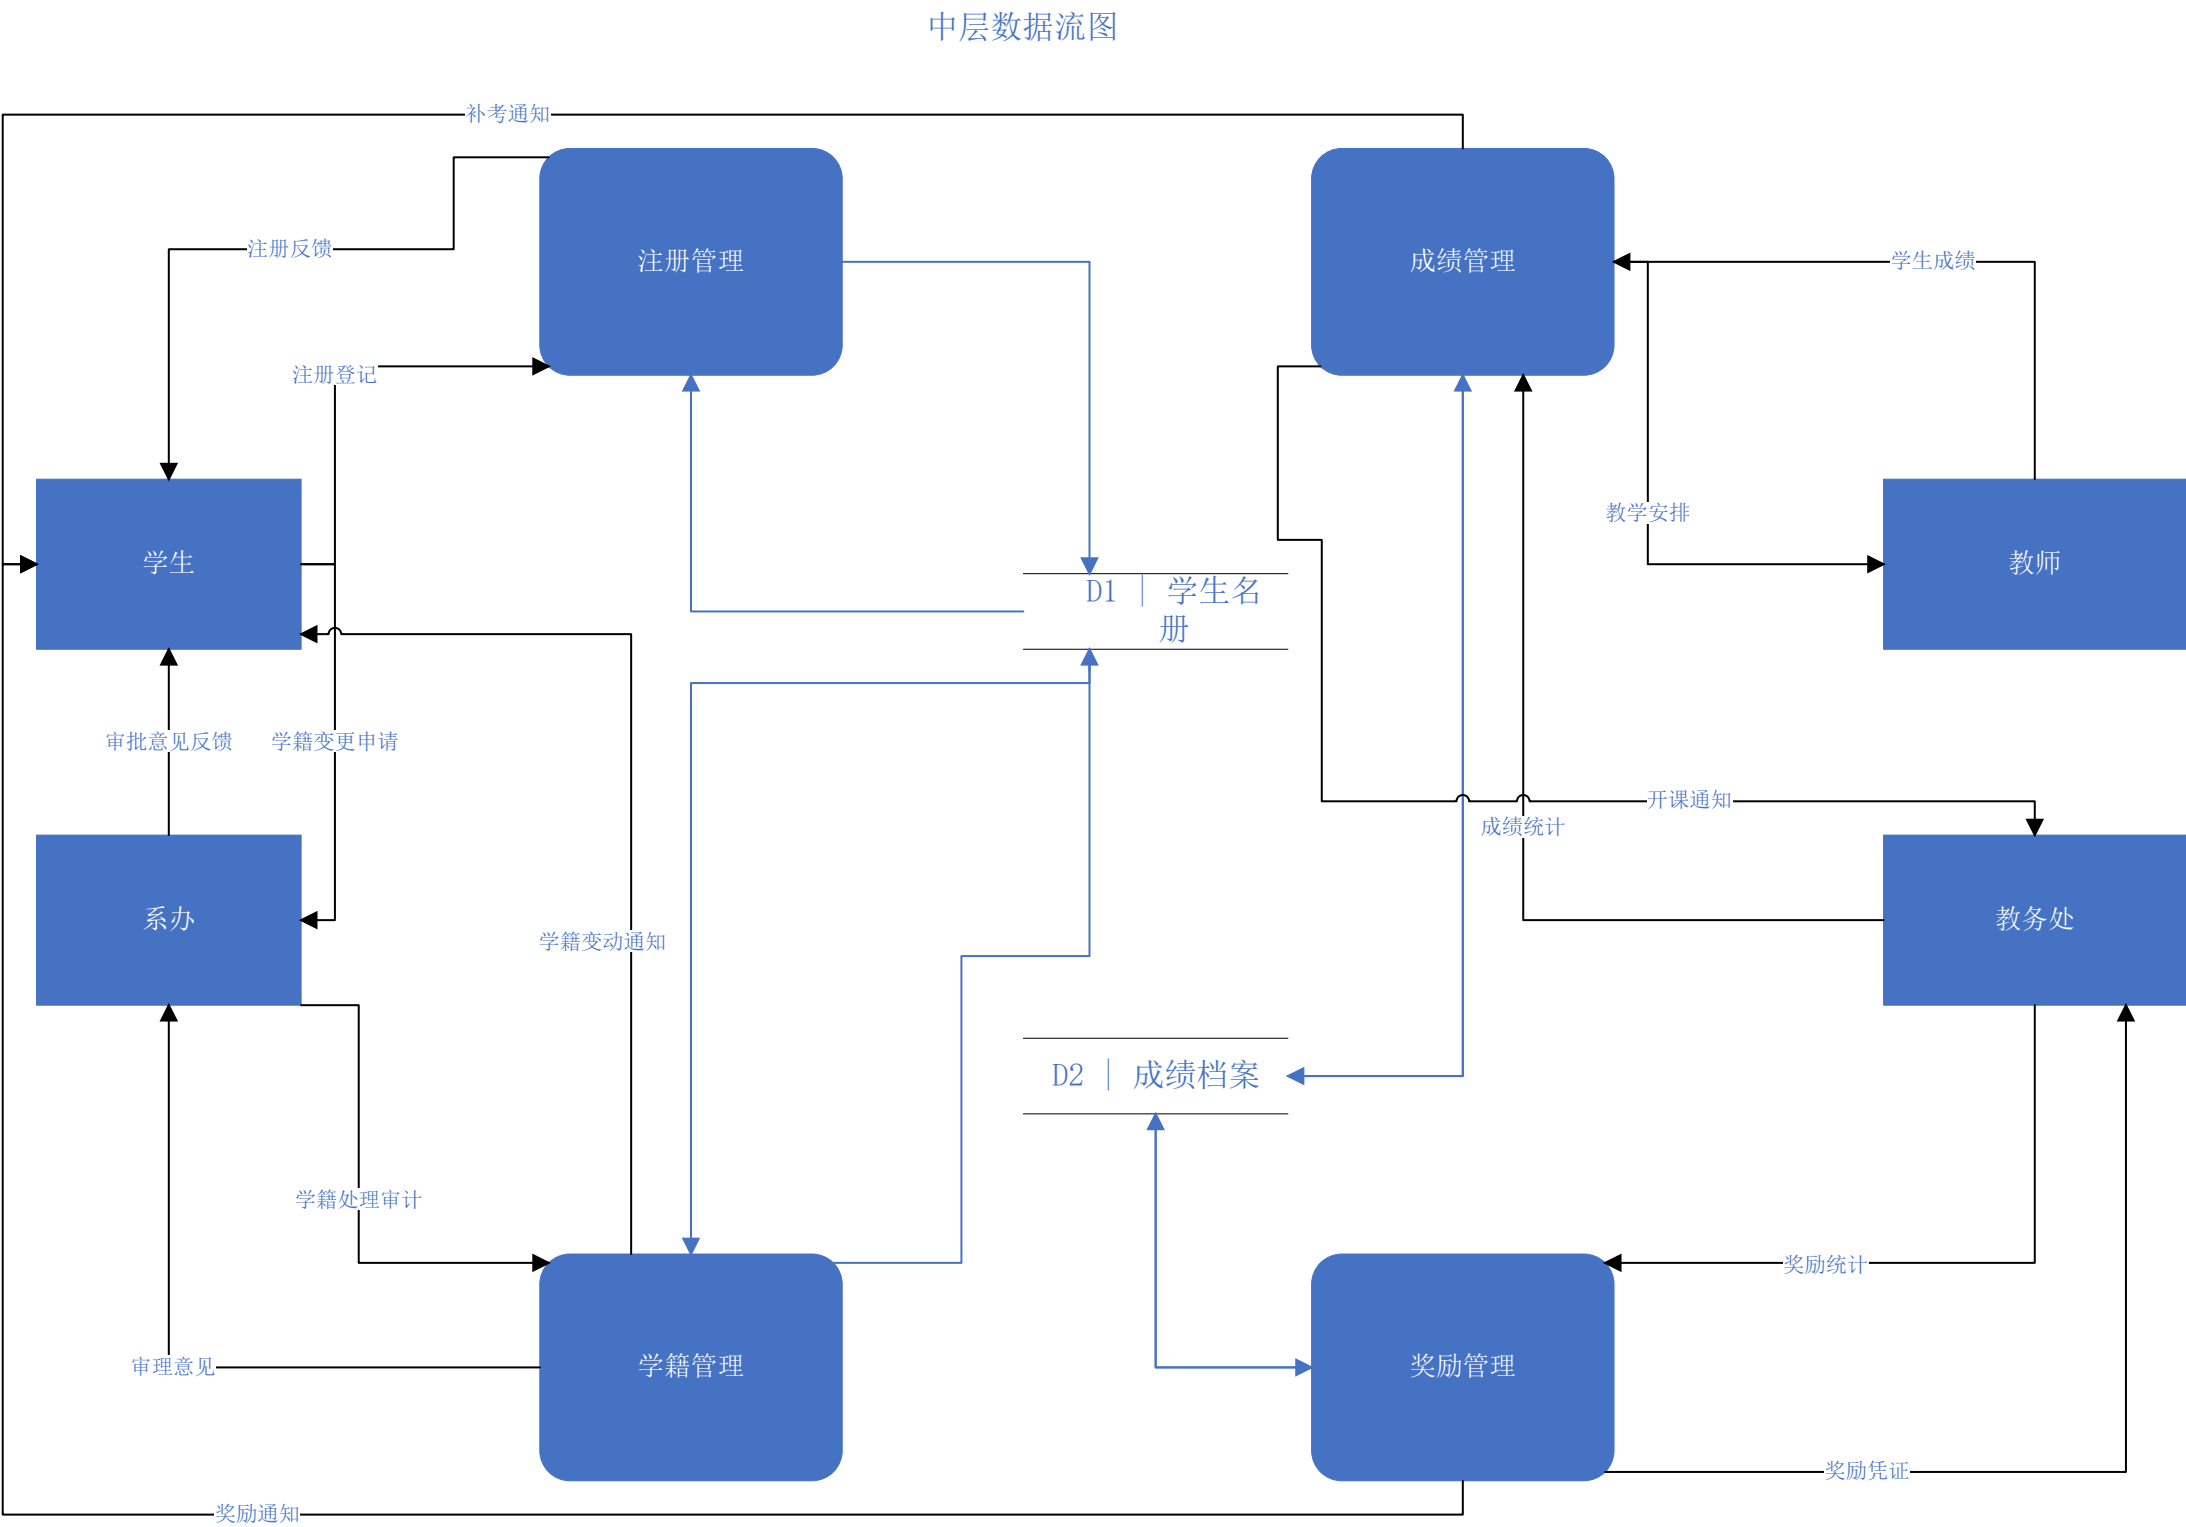 中层数据流图
补考通知
注册反馈
注册管理
成绩管理
学生成绩
注册登记
教学安排
学生
D1 | 学生名
册
教师
审批意见反馈
学籍变更申请
开课通知
成绩统计
系办
教务处
学籍变动通知
D2 | 成绩档案
学籍处理审计
奖励统计
审理意见
学籍管理
奖励管理
奖励凭证
奖励通知